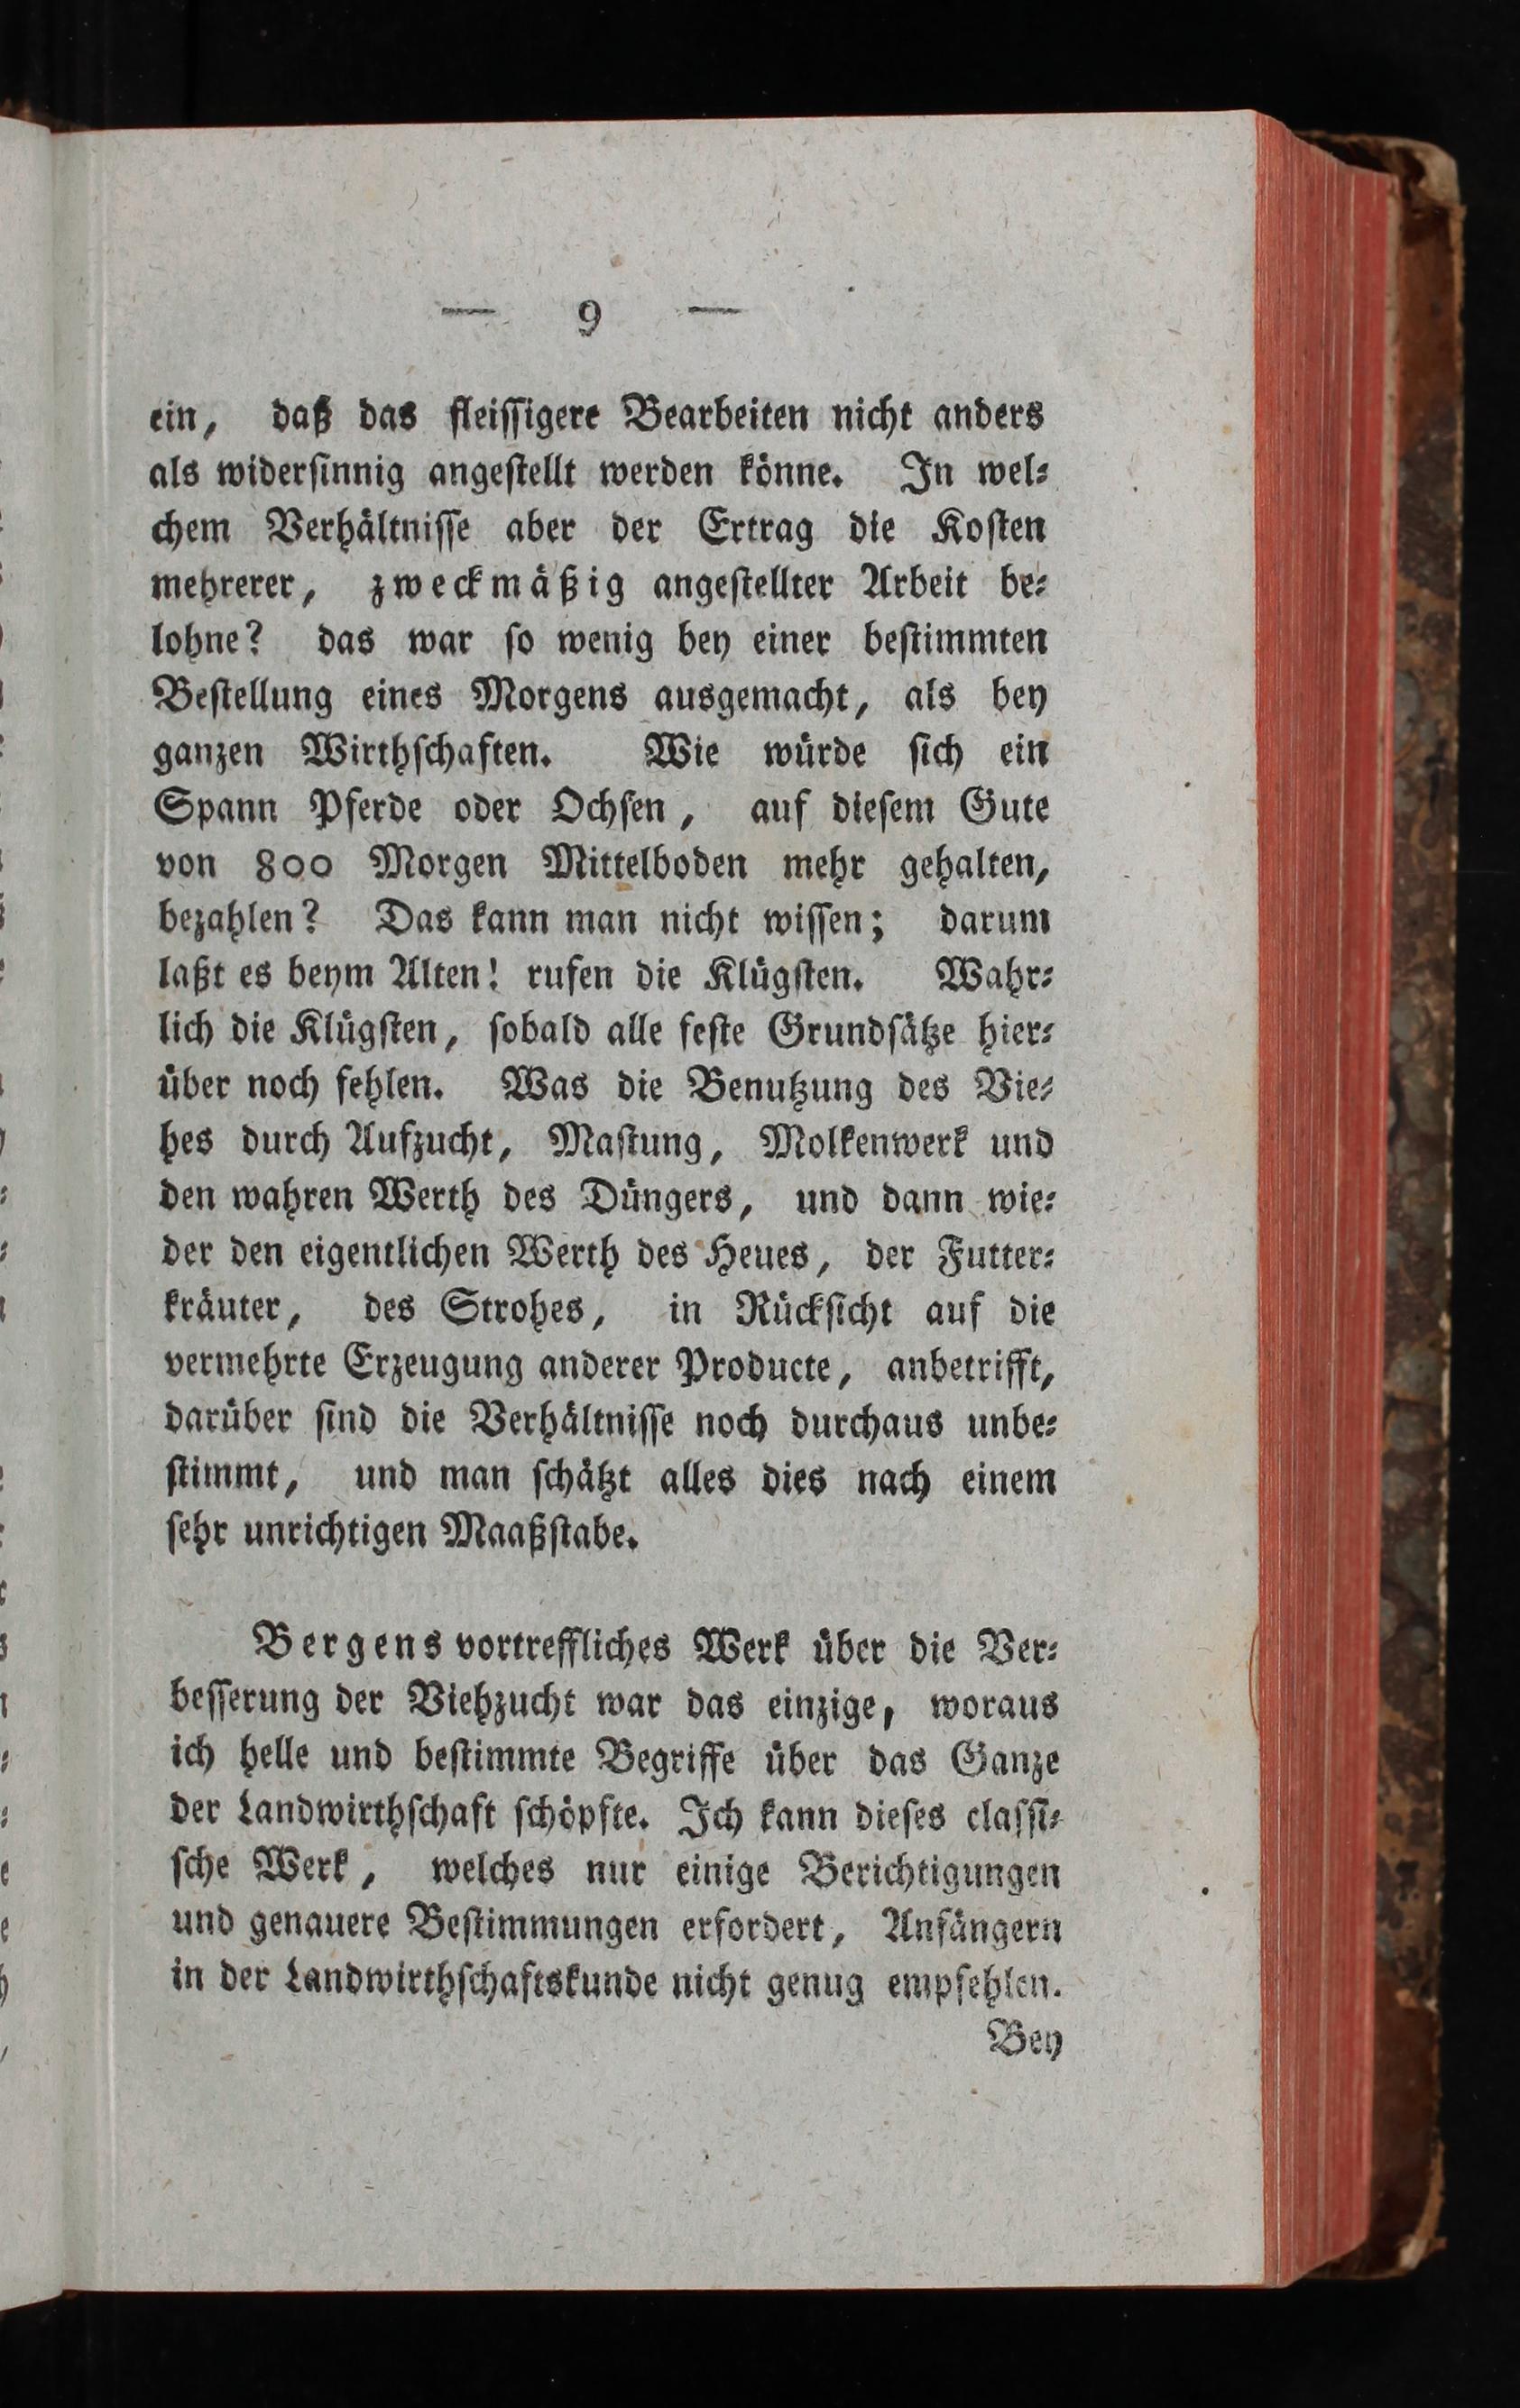 — 9 —
ein, daß das fleissigere Bearbeiten nicht anders
als widersinnig angestellt werden könne. In wel⸗
chem Verhältnisse aber der Ertrag die Kosten
mehrerer, zweckmäßig angestellter Arbeit be⸗
lohne? das war so wenig bey einer bestimmten
Bestellung eines Morgens ausgemacht, als bey
ganzen Wirthschaften. Wie würde sich ein
Spann Pferde oder Ochsen, auf diesem Gute
von 800 Morgen Mittelboden mehr gehalten,
bezahlen? Das kann man nicht wissen; darum
laßt es beym Alten! rufen die Klügsten. Wahr⸗
lich die Klügsten, sobald alle feste Grundsätze hier⸗
über noch fehlen. Was die Benutzung des Vie⸗
hes durch Aufzucht, Mastung, Molkenwerk und
den wahren Werth des Düngers, und dann wie⸗
der den eigentlichen Werth des Heues, der Futter⸗
kräuter, des Strohes, in Rücksicht auf die
vermehrte Erzeugung anderer Producte, anbetrifft,
darüber sind die Verhältnisse noch durchaus unbe⸗
stimmt, und man schätzt alles dies nach einem
sehr unrichtigen Maaßstabe.
Bergens vortreffliches Werk über die Ver⸗
besserung der Viehzucht war das einzige, woraus
ich helle und bestimmte Begriffe über das Ganze
der Landwirthschaft schöpfte. Ich kann dieses classi⸗
sche Werk, welches nur einige Berichtigungen
und genauere Bestimmungen erfordert, Anfängern
in der Landwirthschaftskunde nicht genug empfehlen.
Bey